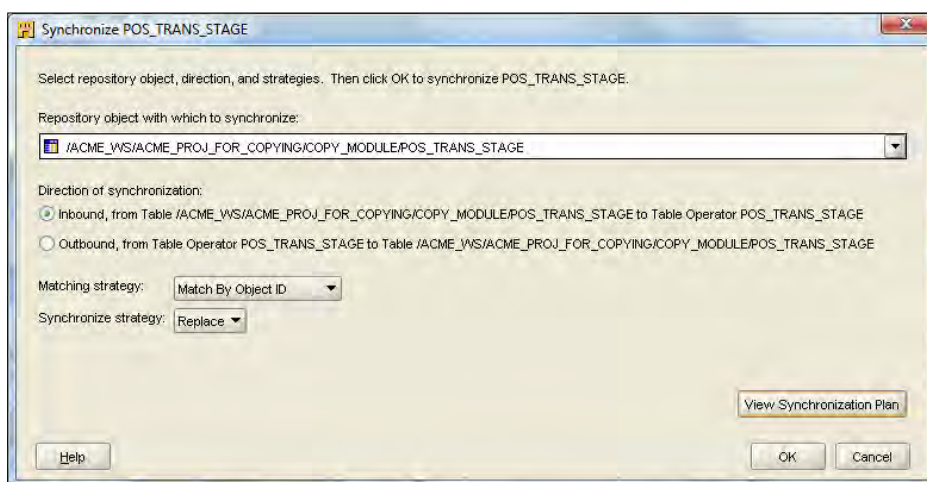 Synchronize POS_TRANS_STAGE
Select repository object, direction, and strategies. Then click OK to synchronize POS_TRANS_STAGE.
Repository object with which to synchronize:
/ACME_WS/ACME_PROJ_FOR_COPYING/COPY_MODULE/POS_TRANS_STAGE
Direction of synchronization:
Inbound, from Table /ACME_WS/ACME_PROJ_FOR_COPYING/COPY_MODULE/POS_TRANS_STAGE to Table Operator POS_TRANS_STAGE
Outbound, from Table Operator POS_TRANS_STAGE to Table /ACME_WS/ACME_PROJ_FOR_COPYING/COPY_MODULE/POS_TRANS_STAGE
Matching strategy: Match By Object ID
Synchronize strategy: Replace
View Synchronization Plan
Help OK Cancel